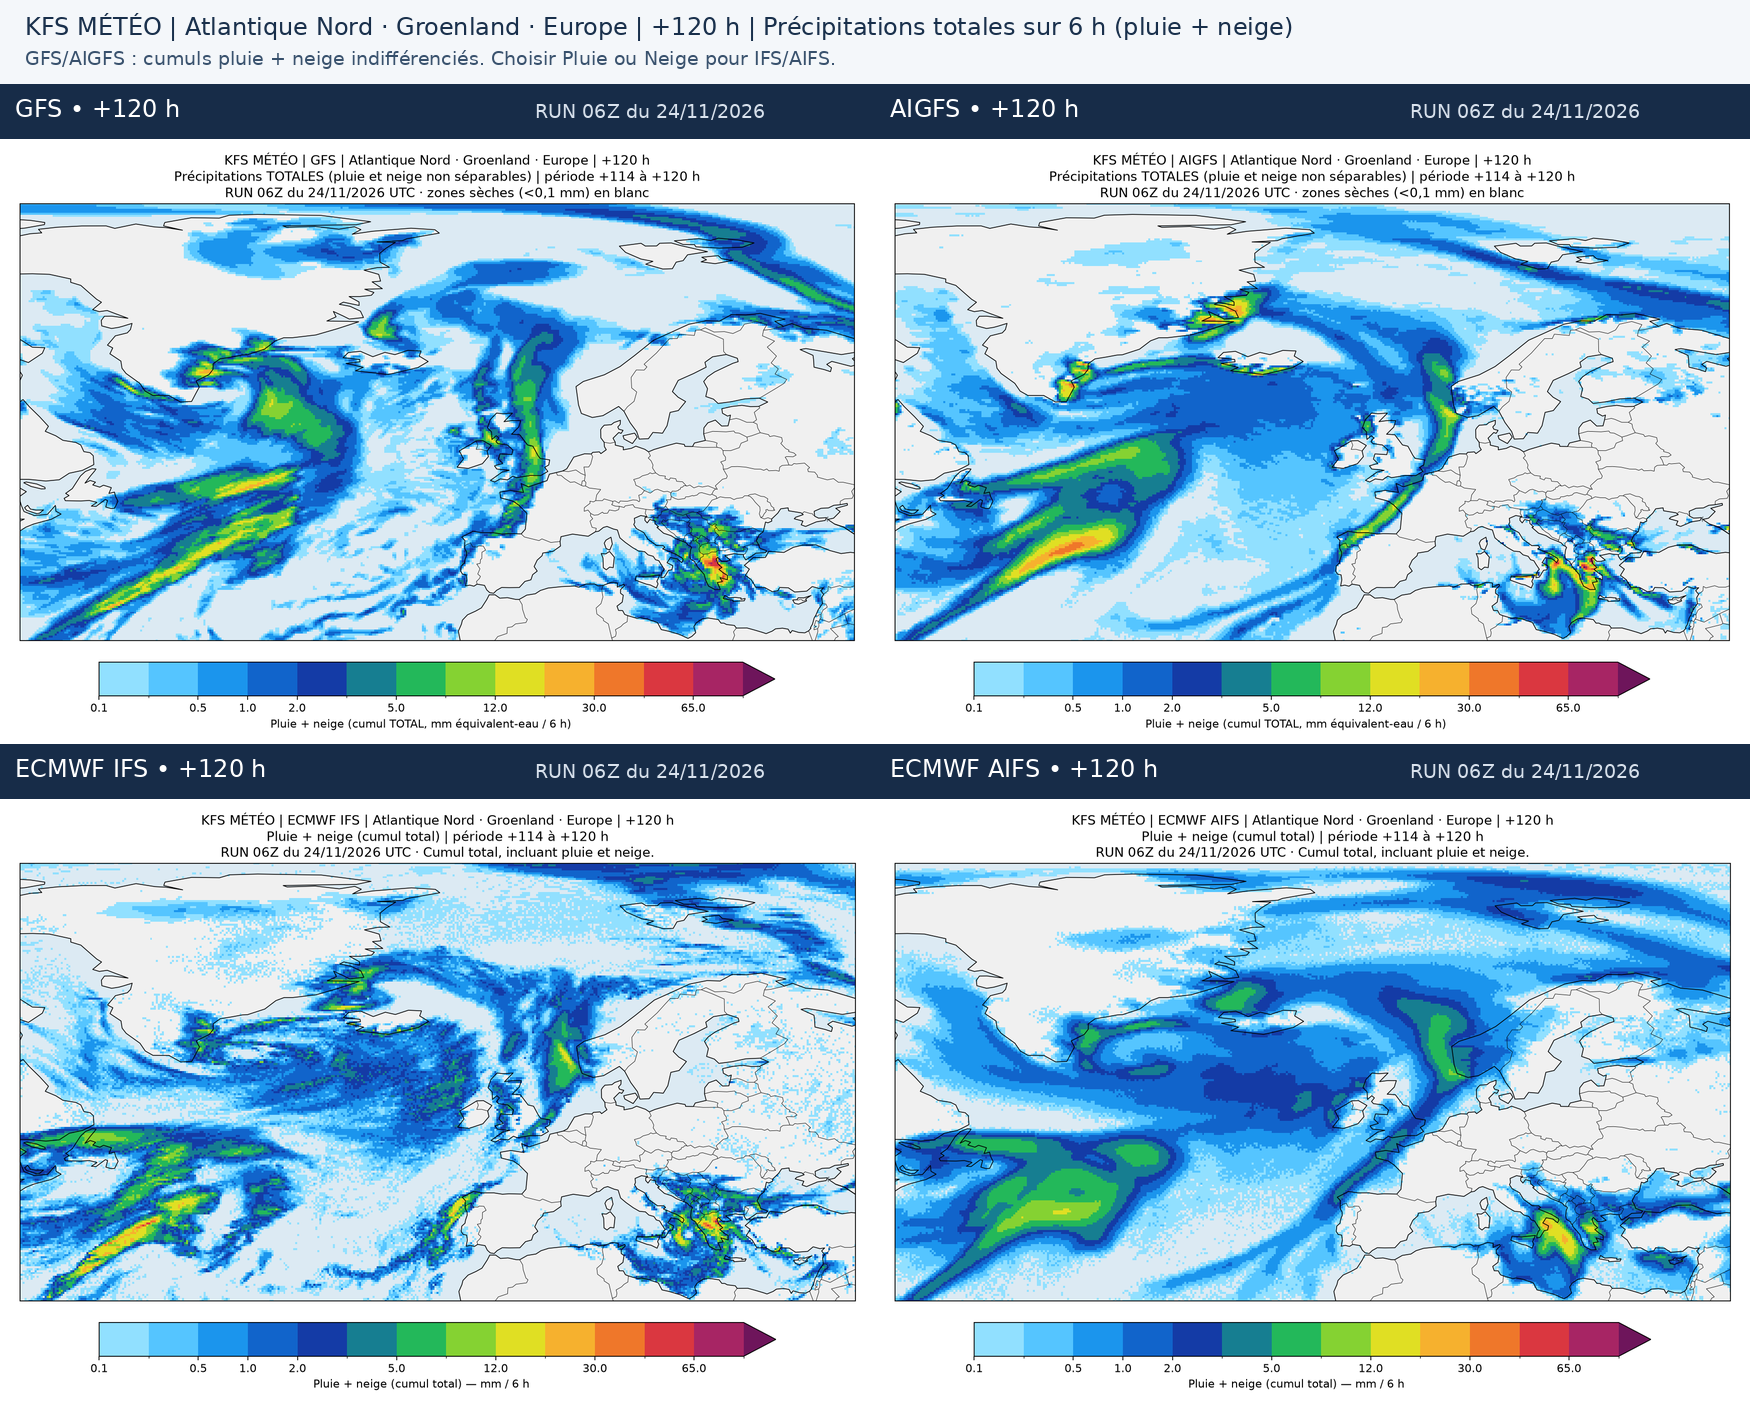 KFS MÉTÉO | Atlantique Nord · Groenland · Europe | +120 h | Précipitations totales sur 6 h (pluie + neige)
GFS/AIGFS : cumuls pluie + neige indifférenciés. Choisir Pluie ou Neige pour IFS/AIFS.
GFS • +120 h
RUN 06Z du 24/11/2026
KFS MÉTÉO | GFS | Atlantique Nord · Groenland · Europe | +120 h
Précipitations TOTALES (pluie et neige non séparables) | période +114 à +120 h
RUN 06Z du 24/11/2026 UTC · zones sèches (<0,1 mm) en blanc
0.1 0.5 1.0 2.0 5.0 12.0 30.0 65.0
Pluie + neige (cumul TOTAL, mm équivalent-eau / 6 h)
AIGFS • +120 h
RUN 06Z du 24/11/2026
KFS MÉTÉO | AIGFS | Atlantique Nord · Groenland · Europe | +120 h
Précipitations TOTALES (pluie et neige non séparables) | période +114 à +120 h
RUN 06Z du 24/11/2026 UTC · zones sèches (<0,1 mm) en blanc
0.1 0.5 1.0 2.0 5.0 12.0 30.0 65.0
Pluie + neige (cumul TOTAL, mm équivalent-eau / 6 h)
ECMWF IFS • +120 h
RUN 06Z du 24/11/2026
KFS MÉTÉO | ECMWF IFS | Atlantique Nord · Groenland · Europe | +120 h
Pluie + neige (cumul total) | période +114 à +120 h
RUN 06Z du 24/11/2026 UTC · Cumul total, incluant pluie et neige.
0.1 0.5 1.0 2.0 5.0 12.0 30.0 65.0
Pluie + neige (cumul total) — mm / 6 h
ECMWF AIFS • +120 h
RUN 06Z du 24/11/2026
KFS MÉTÉO | ECMWF AIFS | Atlantique Nord · Groenland · Europe | +120 h
Pluie + neige (cumul total) | période +114 à +120 h
RUN 06Z du 24/11/2026 UTC · Cumul total, incluant pluie et neige.
0.1 0.5 1.0 2.0 5.0 12.0 30.0 65.0
Pluie + neige (cumul total) — mm / 6 h